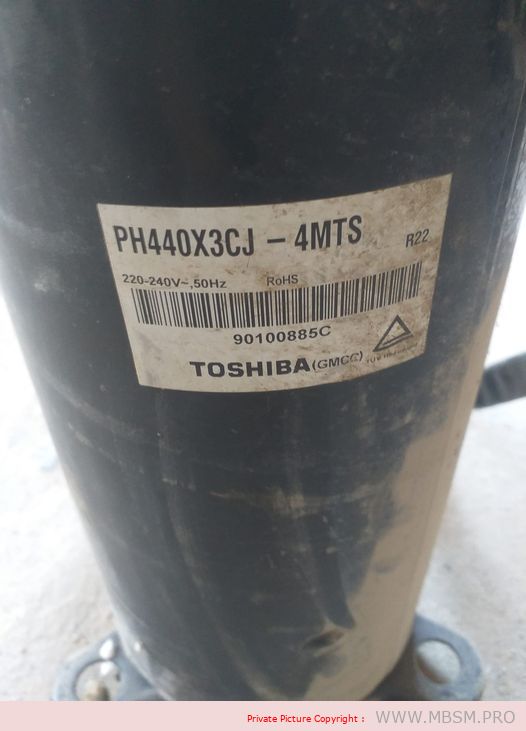 PH440X3CJ - 4MTS R22
220-240V~,50Hz RoHS
90100885C
TOSHIBA (GMCC)
Private Picture Copyright : WWW.MBSM.PRO